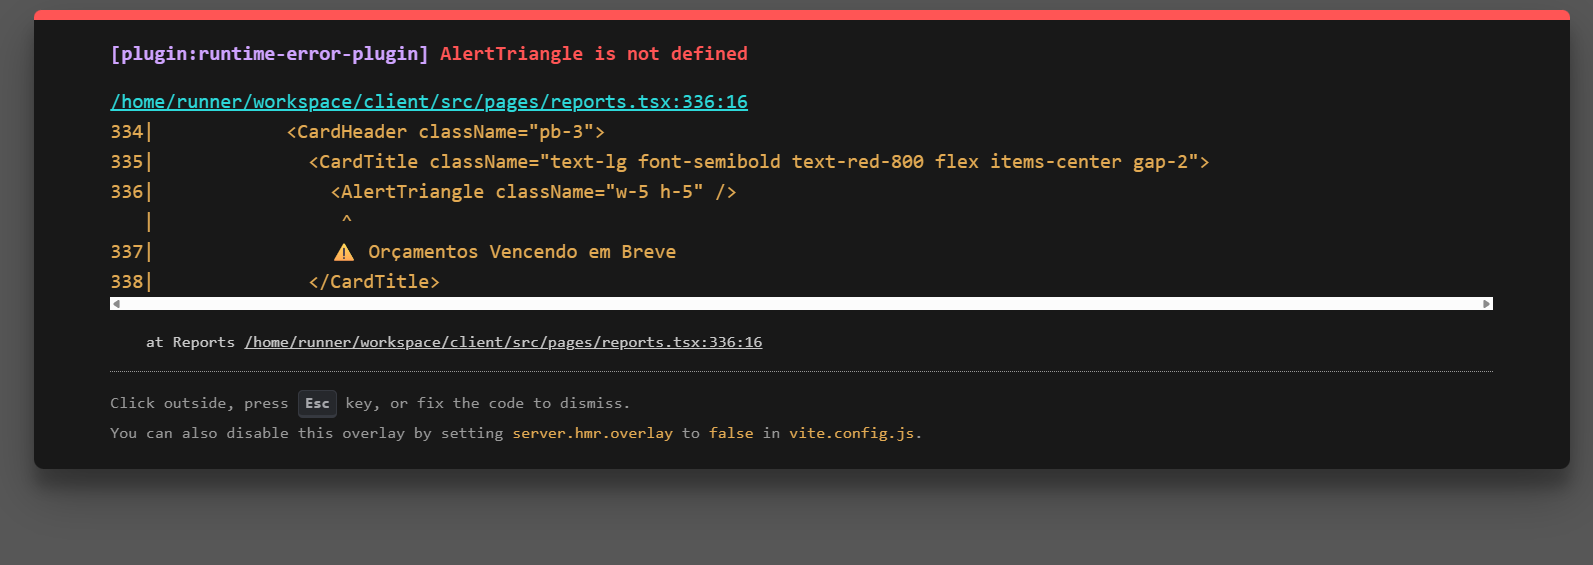 [plugin:runtime-error-plugin] AlertTriangle is not defined
/home/runner/workspace/client/src/pages/reports.tsx:336:16
334|            <CardHeader className="pb-3">
335|              <CardTitle className="text-lg font-semibold text-red-800 flex items-center gap-2">
336|                <AlertTriangle className="w-5 h-5" />
   |                 ^
337|                ⚠️ Orçamentos Vencendo em Breve
338|              </CardTitle>
at Reports /home/runner/workspace/client/src/pages/reports.tsx:336:16
Click outside, press Esc key, or fix the code to dismiss.
You can also disable this overlay by setting server.hmr.overlay to false in vite.config.js.